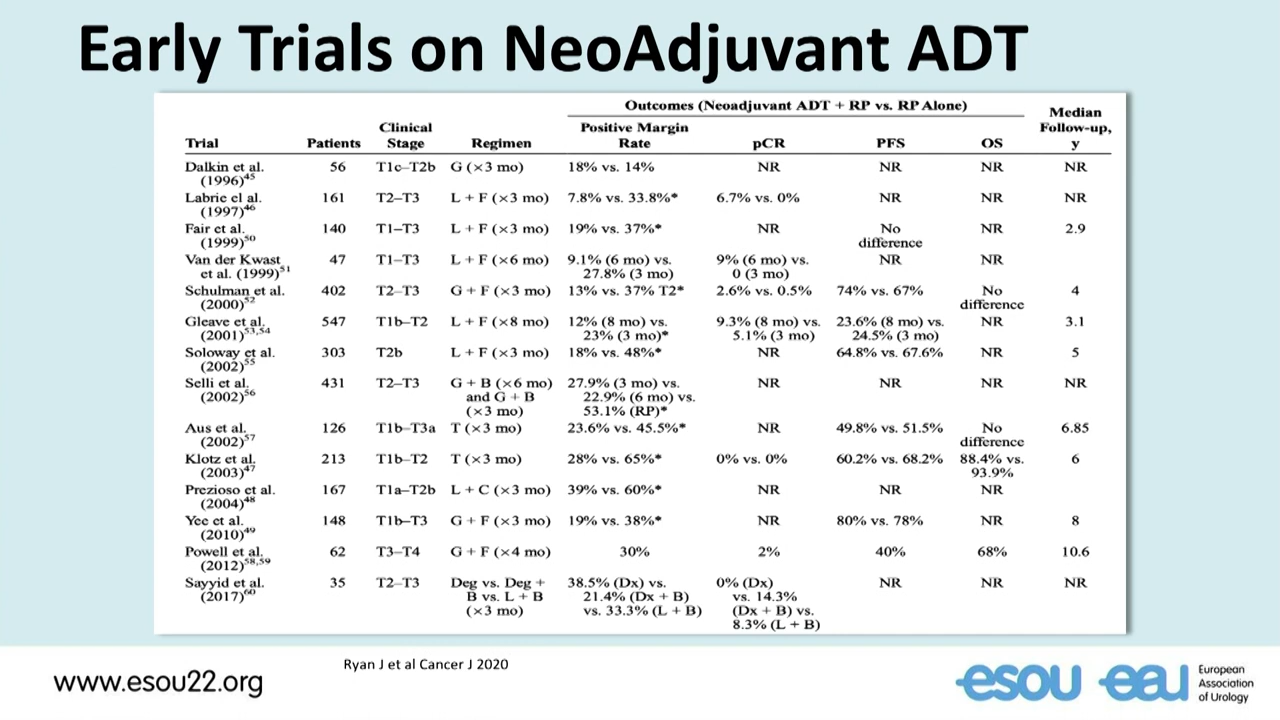 Early Trials on NeoAdjuvant ADT
Outcomes (Neoadjuvant ADT + RP vs. RP Alone)
Trial Patients Clinical Stage Regimen Positive Margin Rate pCR PFS OS Median Follow-up, y
Dalkin et al. (1996)45 56 T1c–T2b G (×3 mo) 18% vs. 14% NR NR NR NR
Labrie el al. (1997)46 161 T2–T3 L + F (×3 mo) 7.8% vs. 33.8%* 6.7% vs. 0% NR NR NR
Fair et al. (1999)50 140 T1–T3 L + F (×3 mo) 19% vs. 37%* NR No difference NR 2.9
Van der Kwast et al. (1999)51 47 T1–T3 L + F (×6 mo) 9.1% (6 mo) vs. 27.8% (3 mo) 9% (6 mo) vs. 0 (3 mo) NR NR
Schulman et al. (2000)52 402 T2–T3 G + F (×3 mo) 13% vs. 37% T2* 2.6% vs. 0.5% 74% vs. 67% No difference 4
Gleave et al. (2001)53,54 547 T1b–T2 L + F (×8 mo) 12% (8 mo) vs. 23% (3 mo)* 9.3% (8 mo) vs. 5.1% (3 mo) 23.6% (8 mo) vs. 24.5% (3 mo) NR 3.1
Soloway et al. (2002)55 303 T2b L + F (×3 mo) 18% vs. 48%* NR 64.8% vs. 67.6% NR 5
Selli et al. (2002)56 431 T2–T3 G + B (×6 mo) and G + B (×3 mo) 27.9% (3 mo) vs. 22.9% (6 mo) vs. 53.1% (RP)* NR NR NR NR
Aus et al. (2002)57 126 T1b–T3a T (×3 mo) 23.6% vs. 45.5%* NR 49.8% vs. 51.5% No difference 6.85
Klotz et al. (2003)47 213 T1b–T2 T (×3 mo) 28% vs. 65%* 0% vs. 0% 60.2% vs. 68.2% 88.4% vs. 93.9% 6
Prezioso et al. (2004)48 167 T1a–T2b L + C (×3 mo) 39% vs. 60%* NR NR NR
Yee et al. (2010)49 148 T1b–T3 G + F (×3 mo) 19% vs. 38%* NR 80% vs. 78% NR 8
Powell et al. (2012)58,59 62 T3–T4 G + F (×4 mo) 30% 2% 40% 68% 10.6
Sayyid et al. (2017)60 35 T2–T3 Deg vs. Deg + B vs. L + B (×3 mo) 38.5% (Dx) vs. 21.4% (Dx + B) vs. 33.3% (L + B) 0% (Dx) vs. 14.3% (Dx + B) vs. 8.3% (L + B) NR NR NR
Ryan J et al Cancer J 2020
www.esou22.org
esou eau European
Association
of Urology